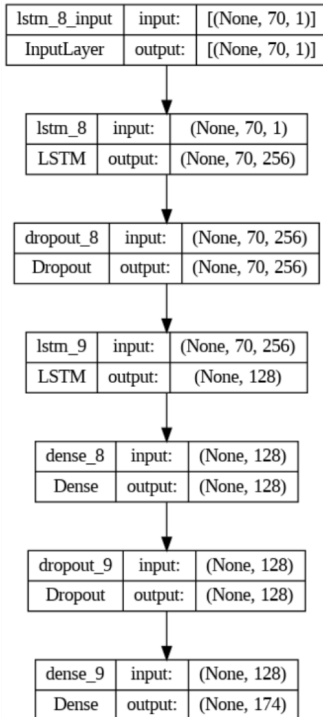 lstm_8_input input: [(None, 70, 1)]
InputLayer output: [(None, 70, 1)]
lstm_8 input: (None, 70, 1)
LSTM output: (None, 70, 256)
dropout_8 input: (None, 70, 256)
Dropout output: (None, 70, 256)
lstm_9 input: (None, 70, 256)
LSTM output: (None, 128)
dense_8 input: (None, 128)
Dense output: (None, 128)
dropout_9 input: (None, 128)
Dropout output: (None, 128)
dense_9 input: (None, 128)
Dense output: (None, 174)